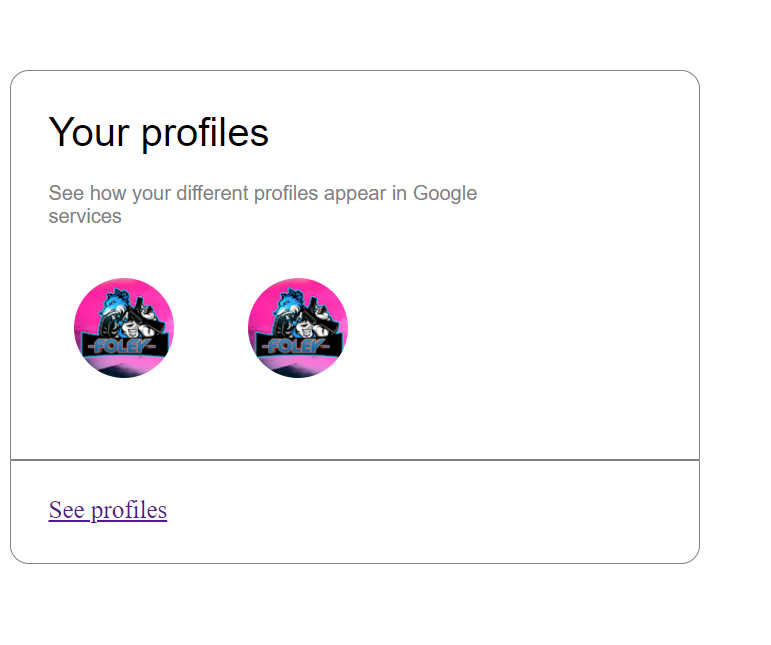 Your profiles
See how your different profiles appear in Google
services
-FOLEY- -FOLEY-
See profiles